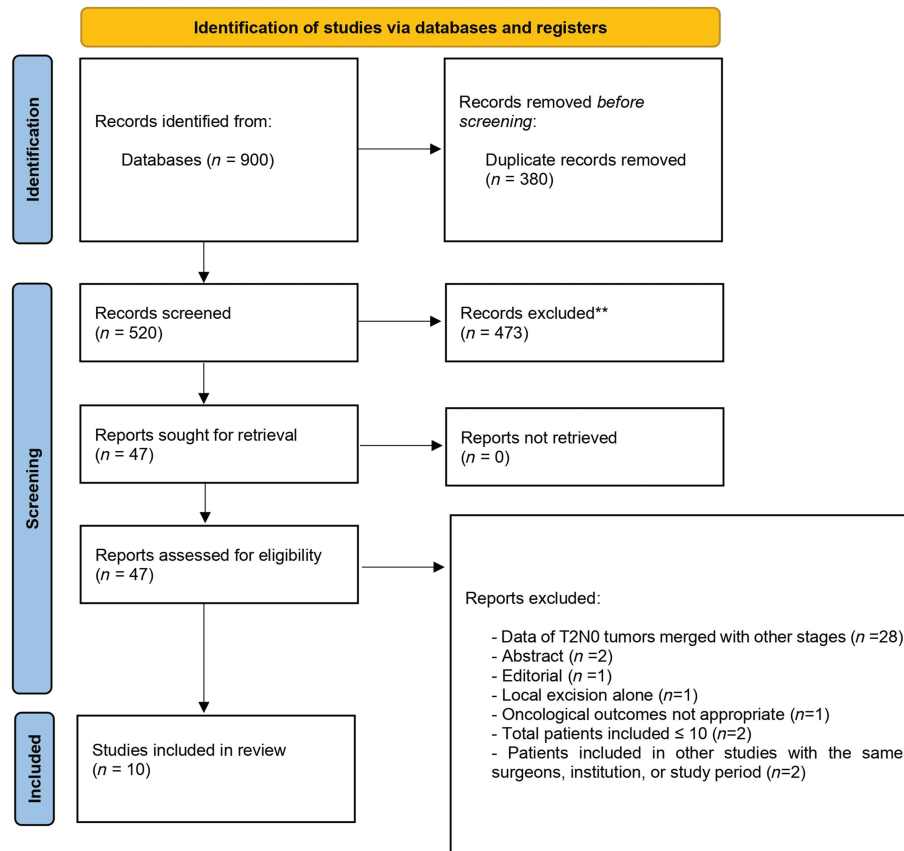 Identification of studies via databases and registers
Identification
Records identified from:
Databases (n = 900)
Records removed before
screening:
Duplicate records removed
(n = 380)
Screening
Records screened
(n = 520)
Records excluded**
(n = 473)
Reports sought for retrieval
(n = 47)
Reports not retrieved
(n = 0)
Reports assessed for eligibility
(n = 47)
Reports excluded:
- Data of T2N0 tumors merged with other stages (n =28)
- Abstract (n =2)
- Editorial (n =1)
- Local excision alone (n=1)
- Oncological outcomes not appropriate (n=1)
- Total patients included ≤ 10 (n=2)
- Patients included in other studies with the same
surgeons, institution, or study period (n=2)
Included
Studies included in review
(n = 10)